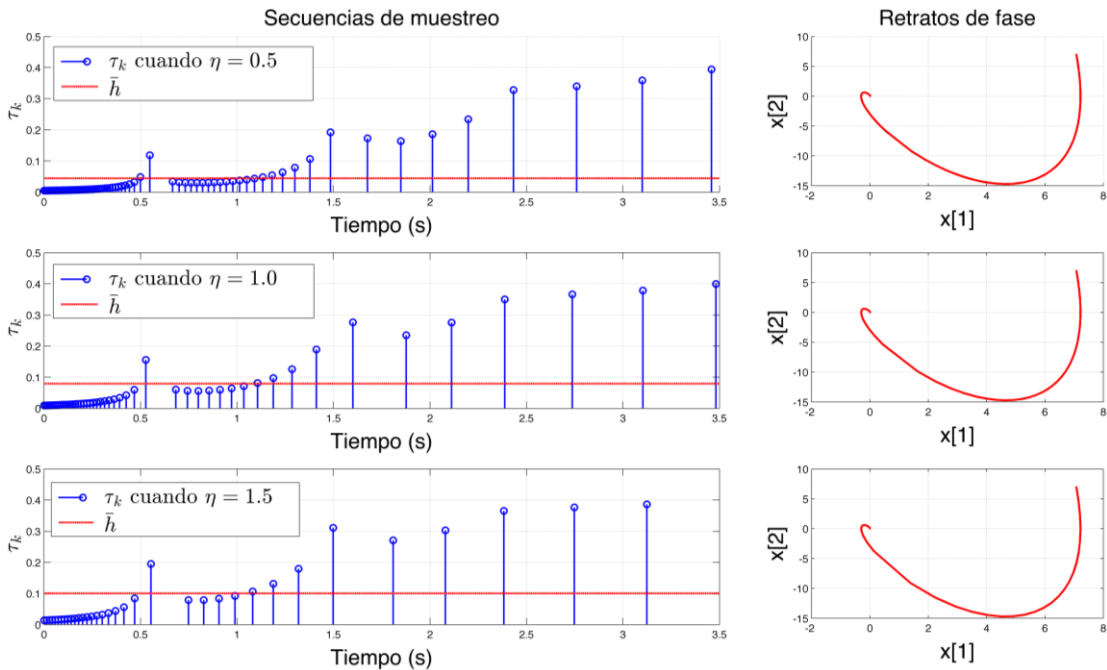 Secuencias de muestreo
Retratos de fase
τ_k cuando η = 0.5
h̄
τ_k
0.5
0.4
0.3
0.2
0.1
0
0 0.5 1 1.5 2 2.5 3 3.5
Tiempo (s)
x[2]
10
5
0
-5
-10
-15
-2 0 2 4 6 8
x[1]
τ_k cuando η = 1.0
h̄
τ_k
0.5
0.4
0.3
0.2
0.1
0
0 0.5 1 1.5 2 2.5 3 3.5
Tiempo (s)
x[2]
10
5
0
-5
-10
-15
-2 0 2 4 6 8
x[1]
τ_k cuando η = 1.5
h̄
τ_k
0.5
0.4
0.3
0.2
0.1
0
0 0.5 1 1.5 2 2.5 3 3.5
Tiempo (s)
x[2]
10
5
0
-5
-10
-15
-2 0 2 4 6 8
x[1]